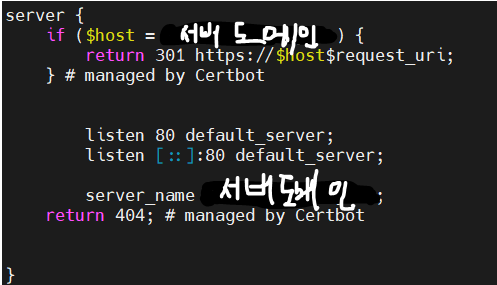 server {
if ($host = 서버 도메인 ) {
return 301 https://$host$request_uri;
} # managed by Certbot
listen 80 default_server;
listen [::]:80 default_server;
server_name 서버도메인 ;
return 404; # managed by Certbot
}